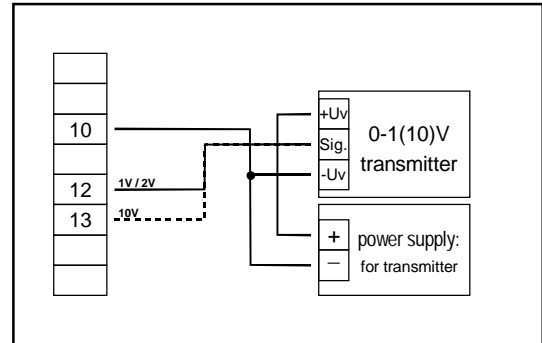 10
12
13
1V / 2V
10V
+Uv
Sig.
-Uv
0-1(10)V
transmitter
+
−
power supply:
for transmitter